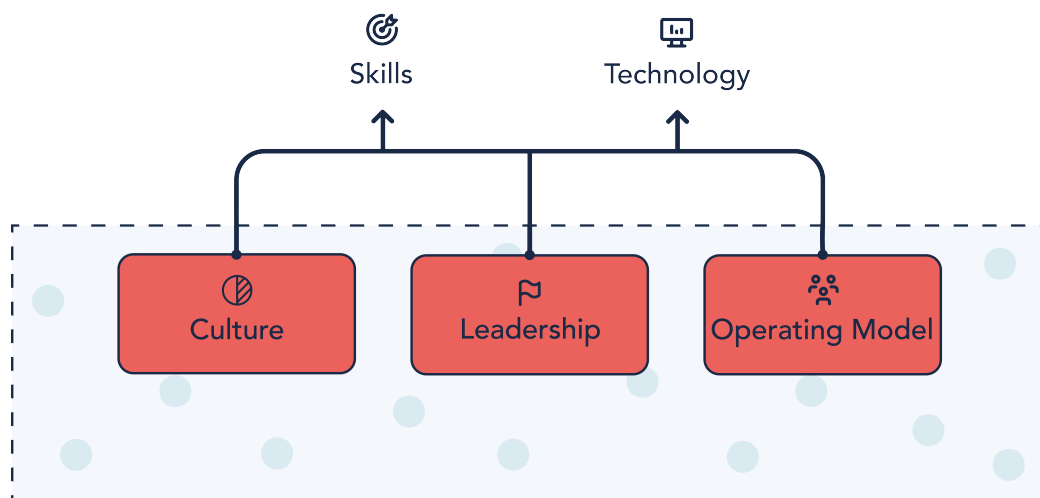 Skills
Technology
Culture
Leadership
Operating Model